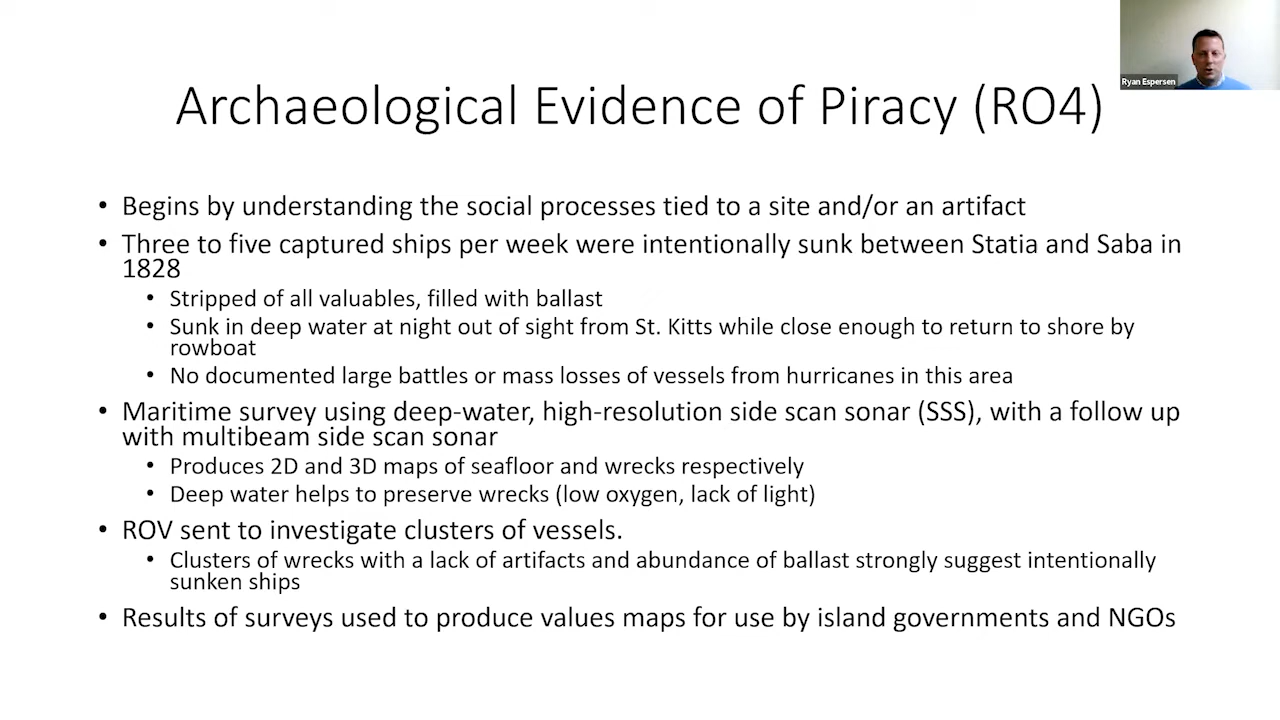 Ryan Espersen
Archaeological Evidence of Piracy (RO4)
• Begins by understanding the social processes tied to a site and/or an artifact
• Three to five captured ships per week were intentionally sunk between Statia and Saba in
1828
• Stripped of all valuables, filled with ballast
• Sunk in deep water at night out of sight from St. Kitts while close enough to return to shore by
rowboat
• No documented large battles or mass losses of vessels from hurricanes in this area
• Maritime survey using deep-water, high-resolution side scan sonar (SSS), with a follow up
with multibeam side scan sonar
• Produces 2D and 3D maps of seafloor and wrecks respectively
• Deep water helps to preserve wrecks (low oxygen, lack of light)
• ROV sent to investigate clusters of vessels.
• Clusters of wrecks with a lack of artifacts and abundance of ballast strongly suggest intentionally
sunken ships
• Results of surveys used to produce values maps for use by island governments and NGOs